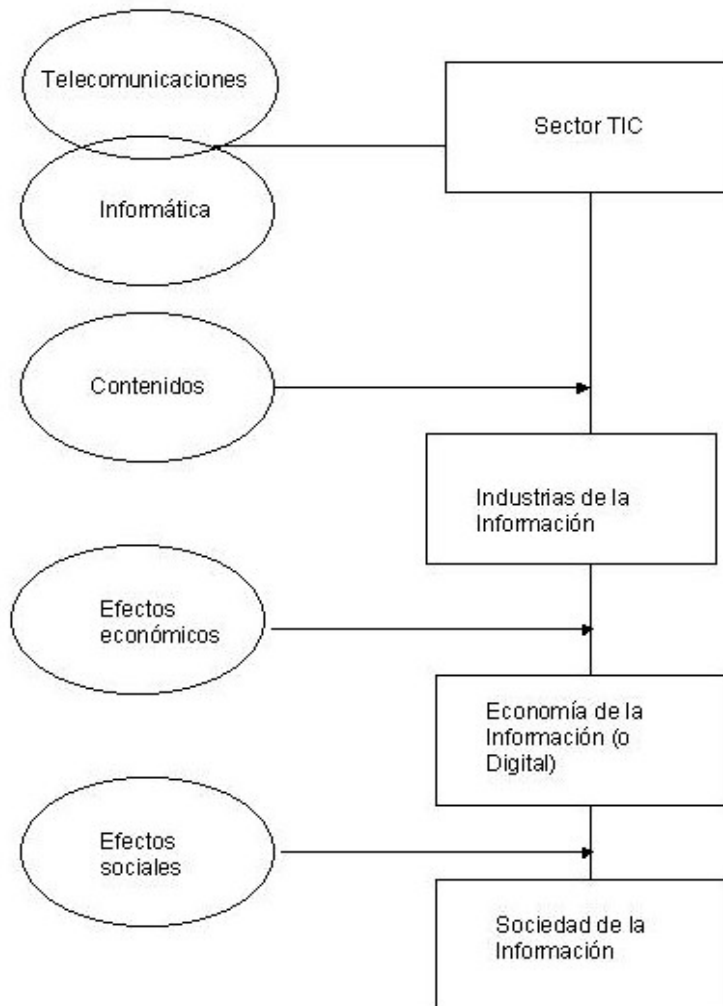 Telecomunicaciones
Sector TIC
Informática
Contenidos
Industrias de la
Información
Efectos
económicos
Economía de la
Información (o
Digital)
Efectos
sociales
Sociedad de la
Información